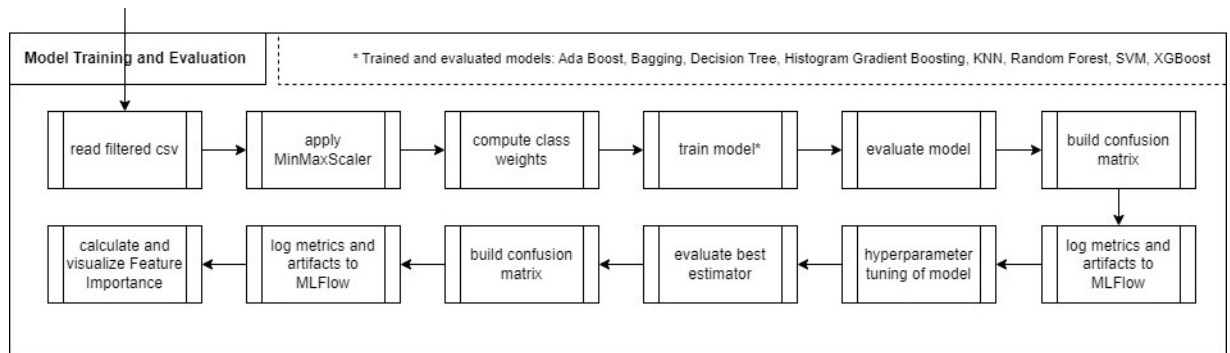 Model Training and Evaluation
* Trained and evaluated models: Ada Boost, Bagging, Decision Tree, Histogram Gradient Boosting, KNN, Random Forest, SVM, XGBoost
read filtered csv
apply
MinMaxScaler
compute class
weights
train model*
evaluate model
build confusion
matrix
log metrics and
artifacts to
MLFlow
hyperparameter
tuning of model
evaluate best
estimator
build confusion
matrix
log metrics and
artifacts to
MLFlow
calculate and
visualize Feature
Importance